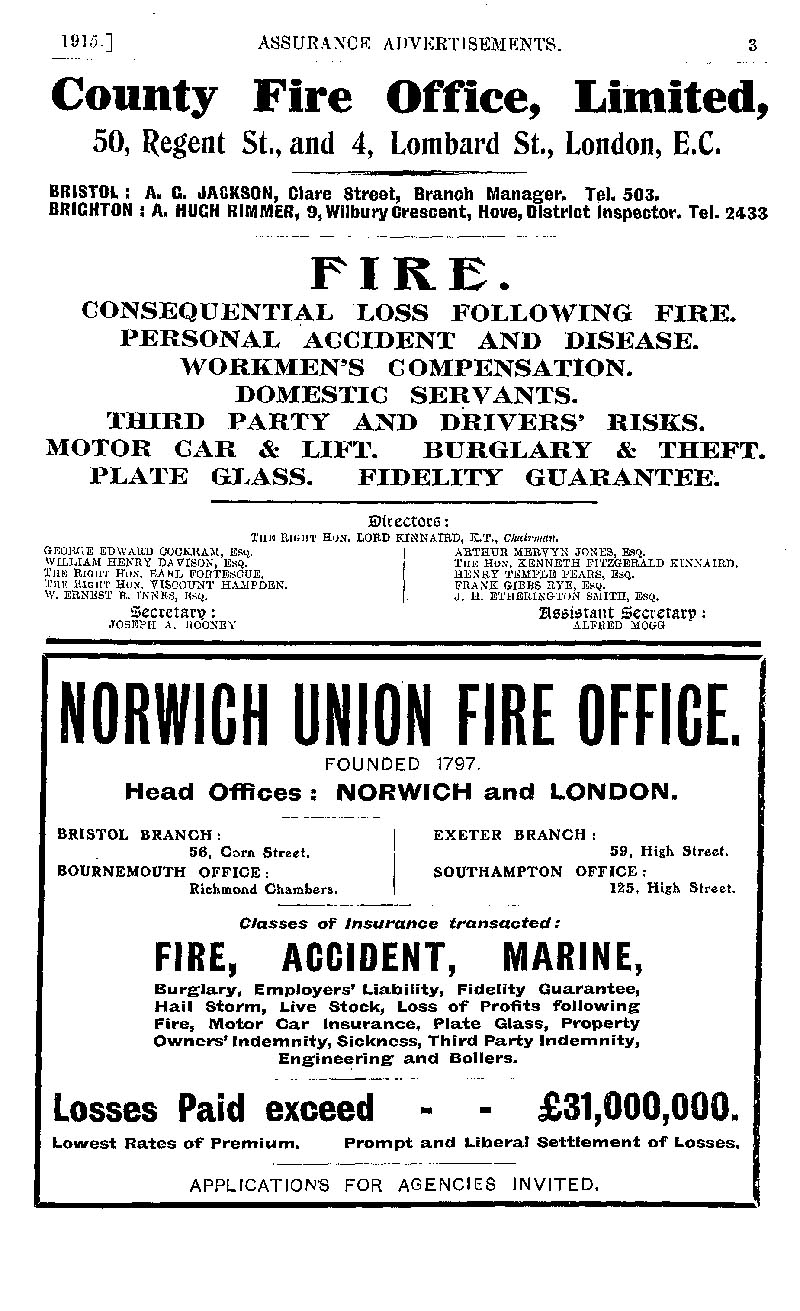 1915.] ASSURANCE ADVERTISEMENTS. 3
County Fire Office, Limited,
50, Regent St., and 4, Lombard St., London, E.C.
BRISTOL: A. C. JACKSON, Clare Street, Branch Manager. Tel. 503.
BRIGHTON: A. HUGH RIMMER, 9, Wilbury Crescent, Hove, District Inspector. Tel. 2433
FIRE.
CONSEQUENTIAL LOSS FOLLOWING FIRE.
PERSONAL ACCIDENT AND DISEASE.
WORKMEN'S COMPENSATION.
DOMESTIC SERVANTS.
THIRD PARTY AND DRIVERS' RISKS.
MOTOR CAR & LIFT. BURGLARY & THEFT.
PLATE GLASS. FIDELITY GUARANTEE.
Directors:
THE RIGHT HON. LORD KINNAIRD, K.T., Chairman.
GEORGE EDWARD COCKRAM, ESQ.
WILLIAM HENRY DAVISON, ESQ.
THE RIGHT HON. EARL FORTESCUE.
THE RIGHT HON. VISCOUNT HAMPDEN.
W. ERNEST R. INNES, ESQ.
ARTHUR MERVYN JONES, ESQ.
THE HON. KENNETH FITZGERALD KINNAIRD.
HENRY TEMPLE PEARS, ESQ.
FRANK GIBBS RYE, ESQ.
J. H. ETHERINGTON SMITH, ESQ.
Secretary:
JOSEPH A. ROONEY
Assistant Secretary:
ALFRED MOGG
NORWICH UNION FIRE OFFICE.
FOUNDED 1797.
Head Offices: NORWICH and LONDON.
BRISTOL BRANCH:
56, Corn Street.
BOURNEMOUTH OFFICE:
Richmond Chambers.
EXETER BRANCH:
59, High Street.
SOUTHAMPTON OFFICE:
125, High Street.
Classes of Insurance transacted:
FIRE, ACCIDENT, MARINE,
Burglary, Employers' Liability, Fidelity Guarantee,
Hail Storm, Live Stock, Loss of Profits following
Fire, Motor Car Insurance, Plate Glass, Property
Owners' Indemnity, Sickness, Third Party Indemnity,
Engineering and Boilers.
Losses Paid exceed - - £31,000,000.
Lowest Rates of Premium. Prompt and Liberal Settlement of Losses.
APPLICATIONS FOR AGENCIES INVITED.